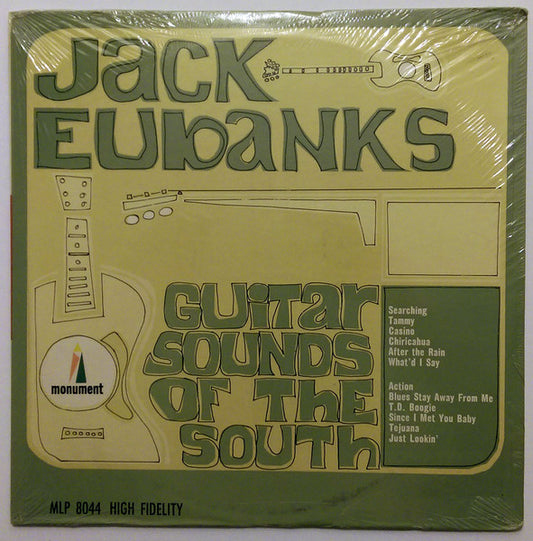 Jack
Eubanks
Guitar
Sounds
of the
South
Searching
Tammy
Casino
Chiricahua
After the Rain
What'd I Say
Action
Blues Stay Away From Me
T.D. Boogie
Since I Met You Baby
Tejuana
Just Lookin'
monument
MLP 8044 HIGH FIDELITY